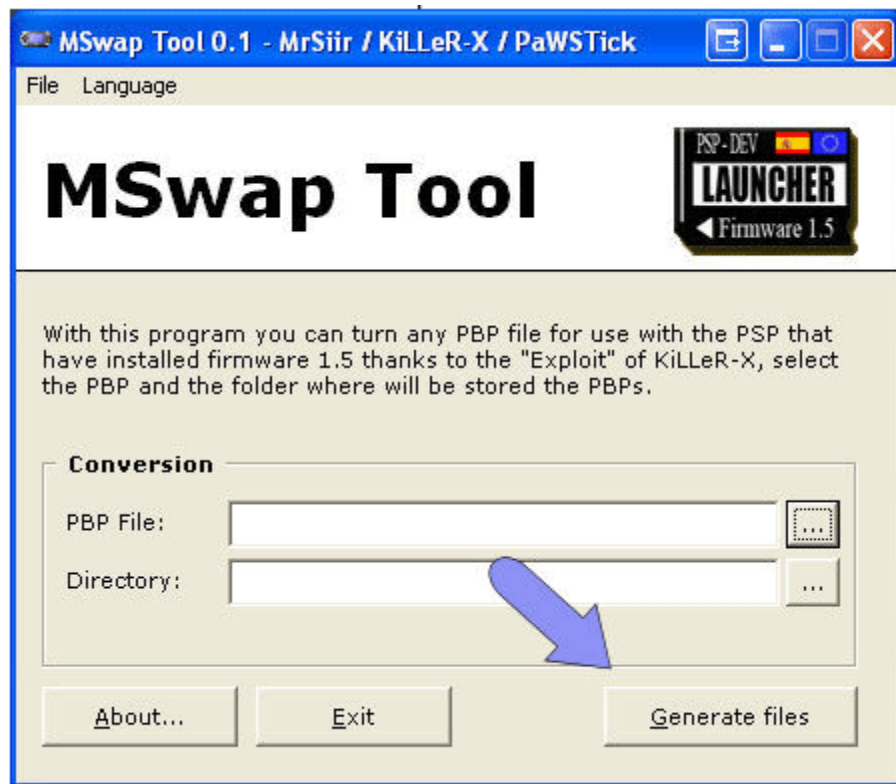 MSwap Tool 0.1 - MrSiir / KiLLeR-X / PaWSTick
File Language
MSwap Tool
PSP-DEV
LAUNCHER
Firmware 1.5
With this program you can turn any PBP file for use with the PSP that
have installed firmware 1.5 thanks to the "Exploit" of KiLLeR-X, select
the PBP and the folder where will be stored the PBPs.
Conversion
PBP File:
...
Directory:
...
About...
Exit
Generate files